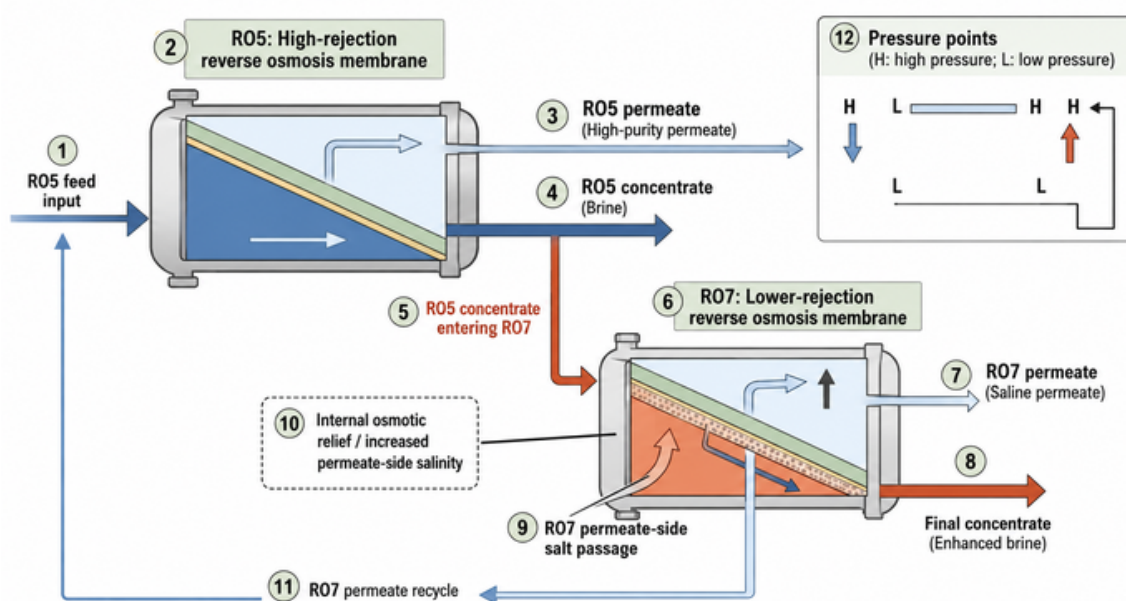 2
RO5: High-rejection
reverse osmosis membrane
12 Pressure points
(H: high pressure; L: low pressure)
H L H H
L L
1
RO5 feed
input
3 RO5 permeate
(High-purity permeate)
4 RO5 concentrate
(Brine)
5 RO5 concentrate
entering RO7
6 RO7: Lower-rejection
reverse osmosis membrane
7 RO7 permeate
(Saline permeate)
8
Final concentrate
(Enhanced brine)
10 Internal osmotic
relief / increased
permeate-side salinity
9 RO7 permeate-side
salt passage
11 RO7 permeate recycle